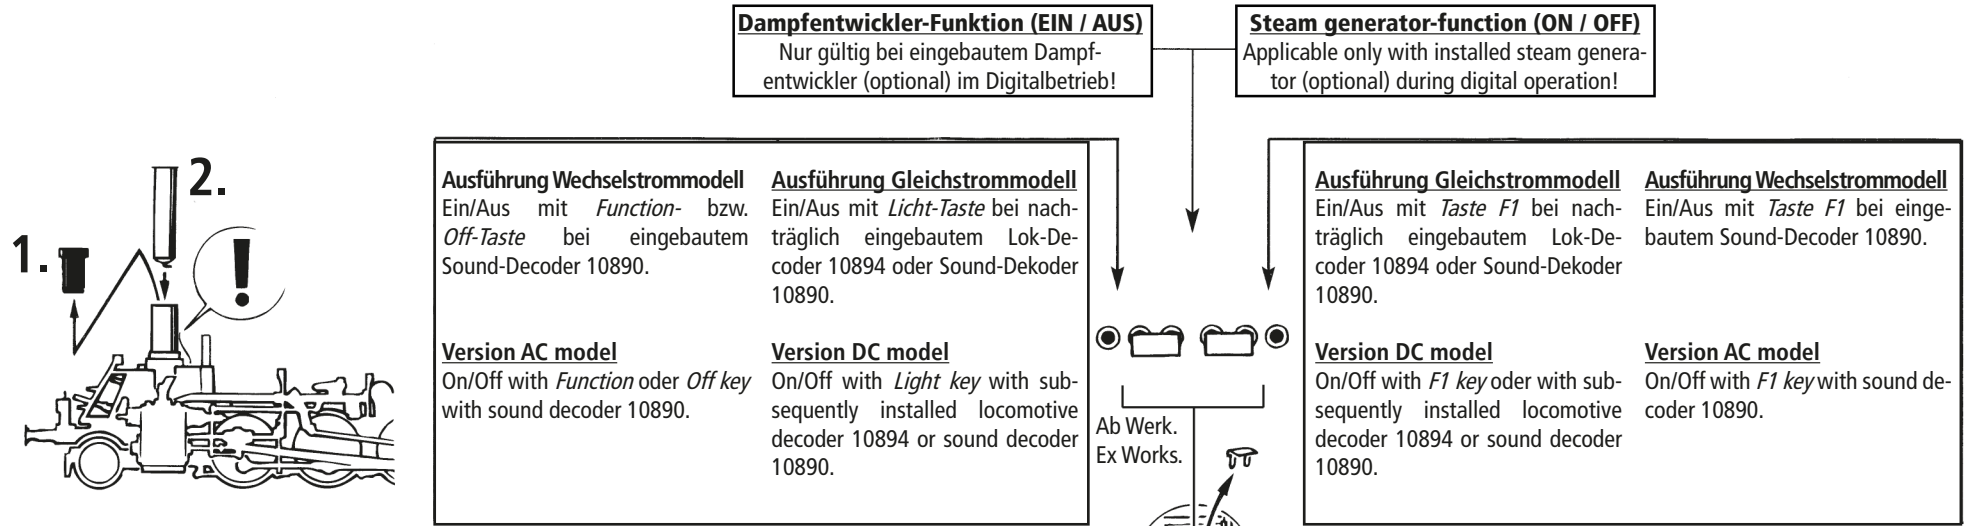 Dampfentwickler-Funktion (EIN / AUS)
Nur gültig bei eingebautem Dampf-
entwickler (optional) im Digitalbetrieb!
Steam generator-function (ON / OFF)
Applicable only with installed steam genera-
tor (optional) during digital operation!
1.
2.
!
Ausführung Wechselstrommodell
Ein/Aus mit Function- bzw.
Off-Taste bei eingebautem
Sound-Decoder 10890.
Version AC model
On/Off with Function oder Off key
with sound decoder 10890.
Ausführung Gleichstrommodell
Ein/Aus mit Licht-Taste bei nach-
träglich eingebautem Lok-De-
coder 10894 oder Sound-Dekoder
10890.
Version DC model
On/Off with Light key with sub-
sequently installed locomotive
decoder 10894 or sound decoder
10890.
Ab Werk.
Ex Works.
Ausführung Gleichstrommodell
Ein/Aus mit Taste F1 bei nach-
träglich eingebautem Lok-De-
coder 10894 oder Sound-Dekoder
10890.
Version DC model
On/Off with F1 key oder with sub-
sequently installed locomotive
decoder 10894 or sound decoder
10890.
Ausführung Wechselstrommodell
Ein/Aus mit Taste F1 bei einge-
bautem Sound-Decoder 10890.
Version AC model
On/Off with F1 key with sound de-
coder 10890.